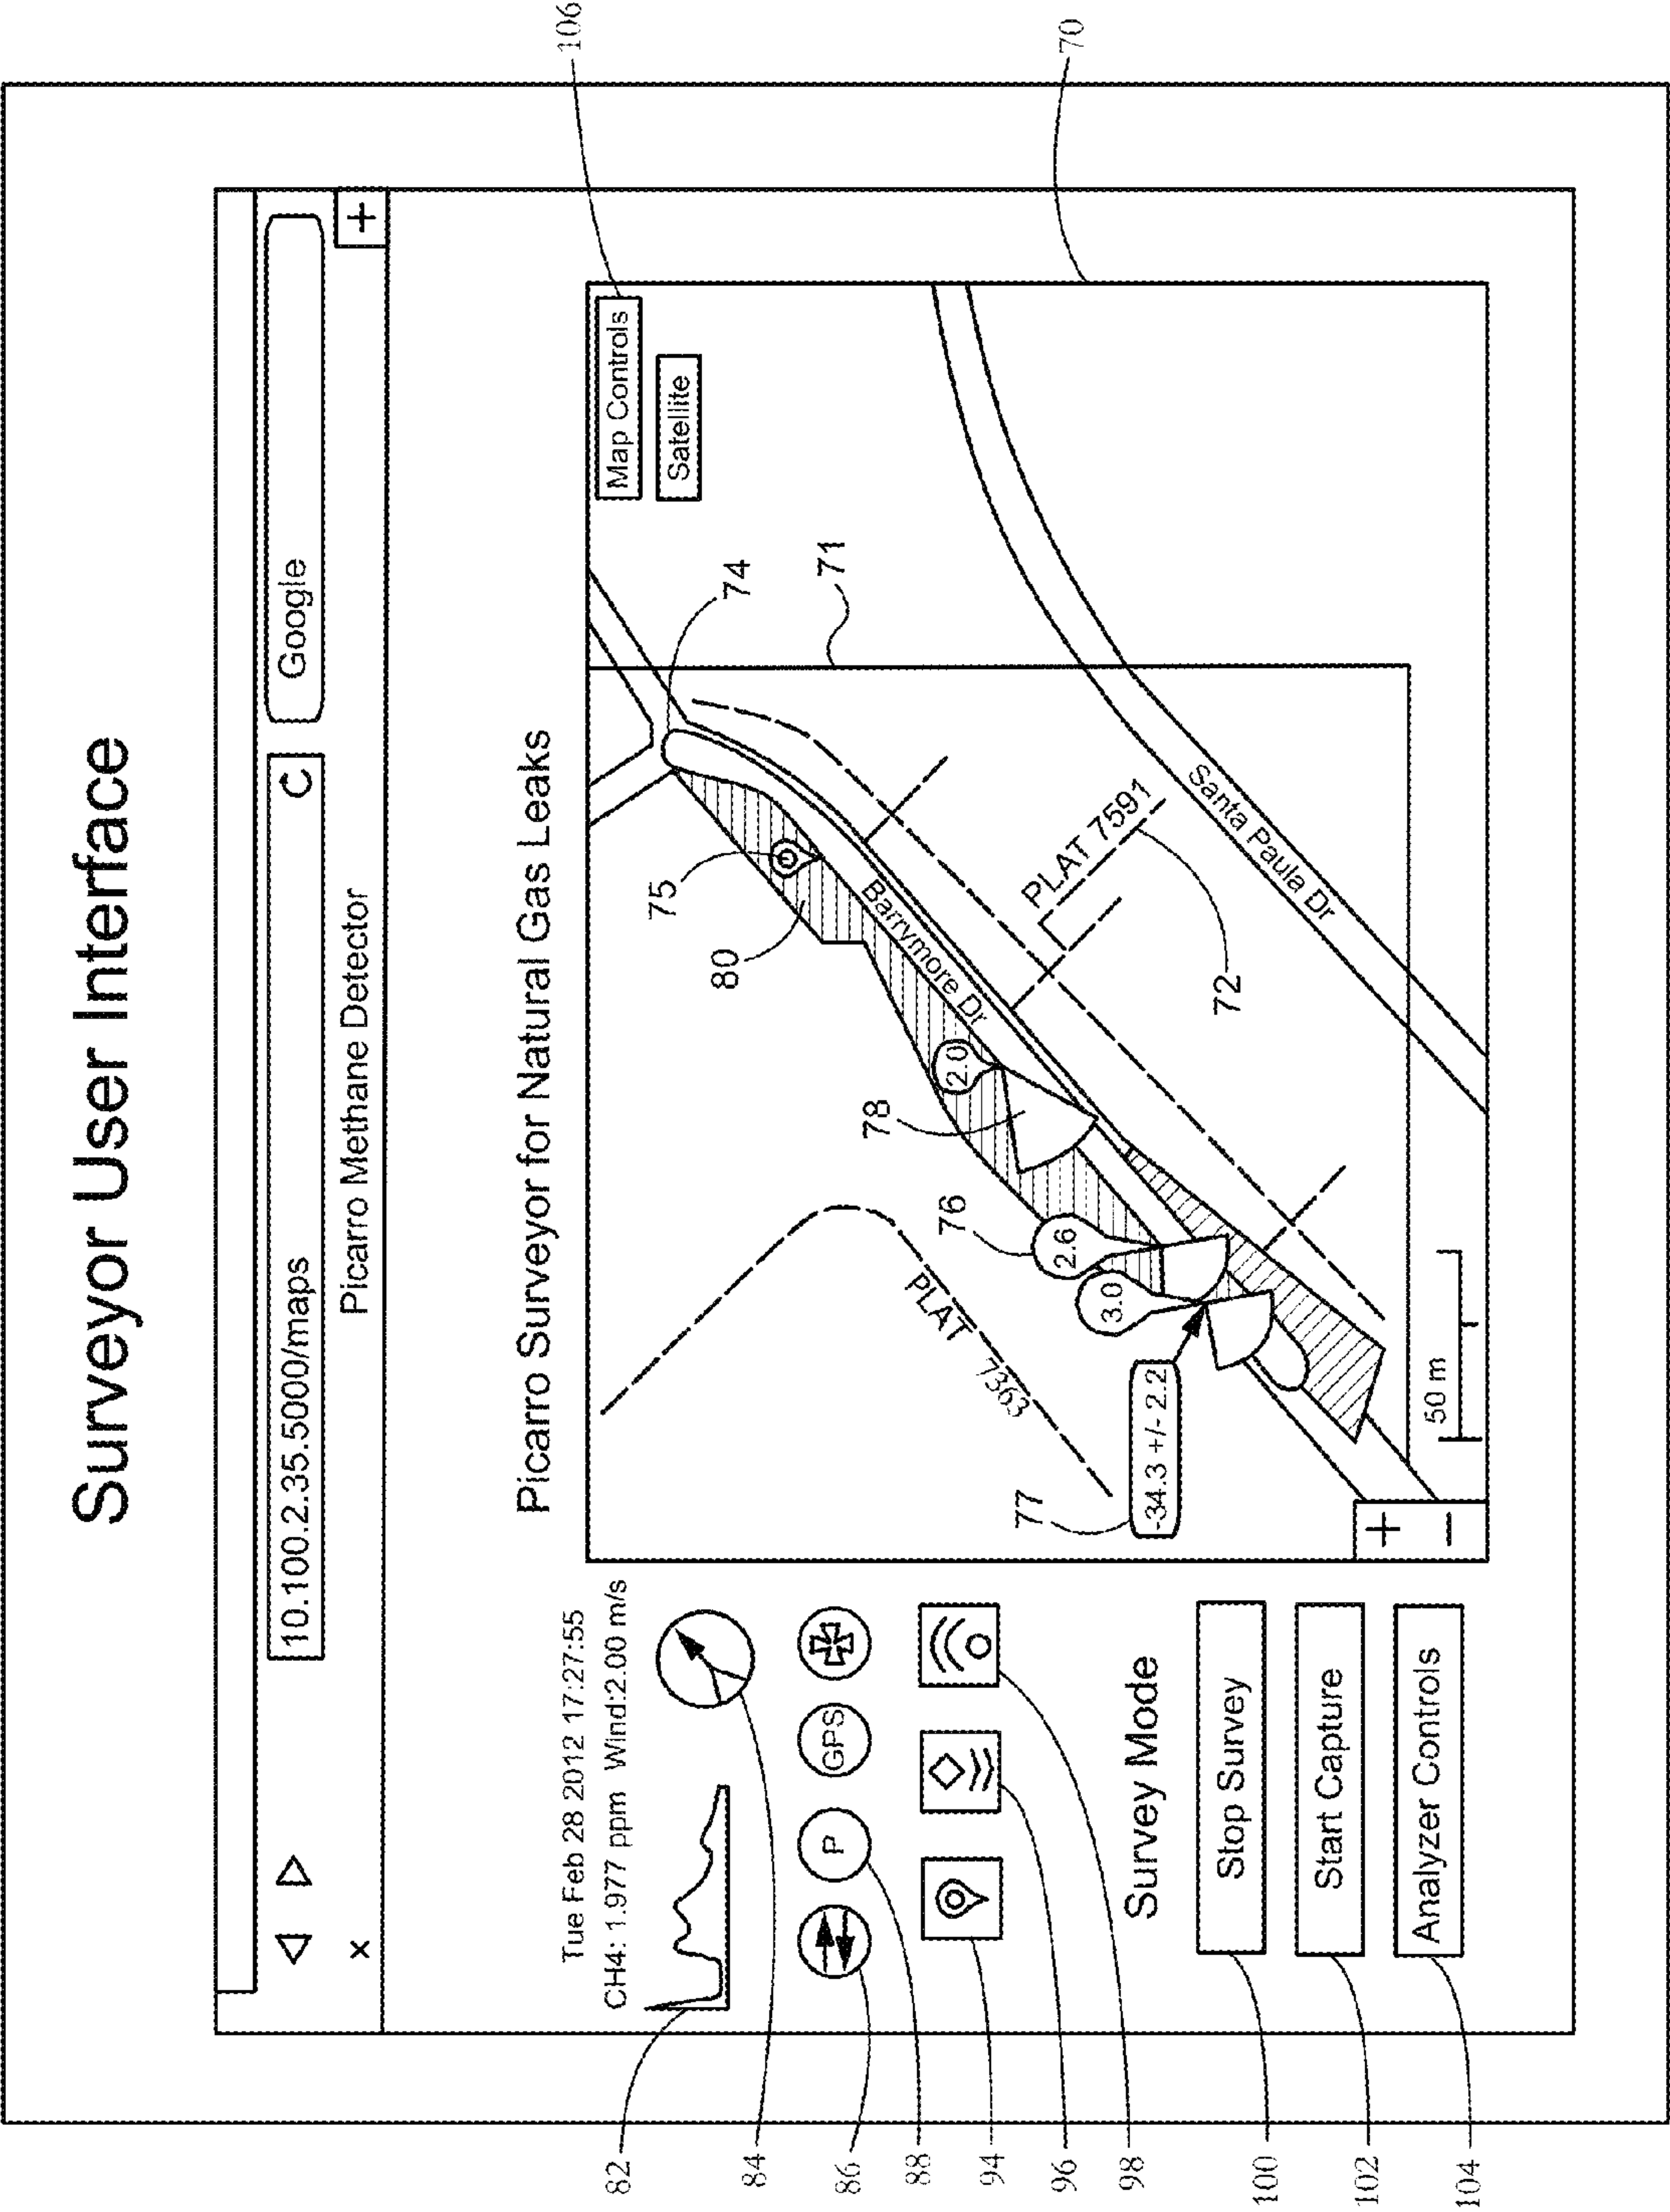 Surveyor User Interface
10.100.2.35.5000/maps
Google
Picarro Methane Detector
×
+
Picarro Surveyor for Natural Gas Leaks
Tue Feb 28 2012 17:27:55
CH4: 1.977 ppm Wind:2.00 m/s
P
GPS
Survey Mode
Stop Survey
Start Capture
Analyzer Controls
Map Controls
Satellite
PLAT 7363
PLAT 7591
Barrymore Dr
Santa Paula Dr
2.0
2.6
3.0
-34.3 +/- 2.2
50 m
+
−
106
70
74
71
75
80
72
78
76
77
82
84
86
88
94
96
98
100
102
104